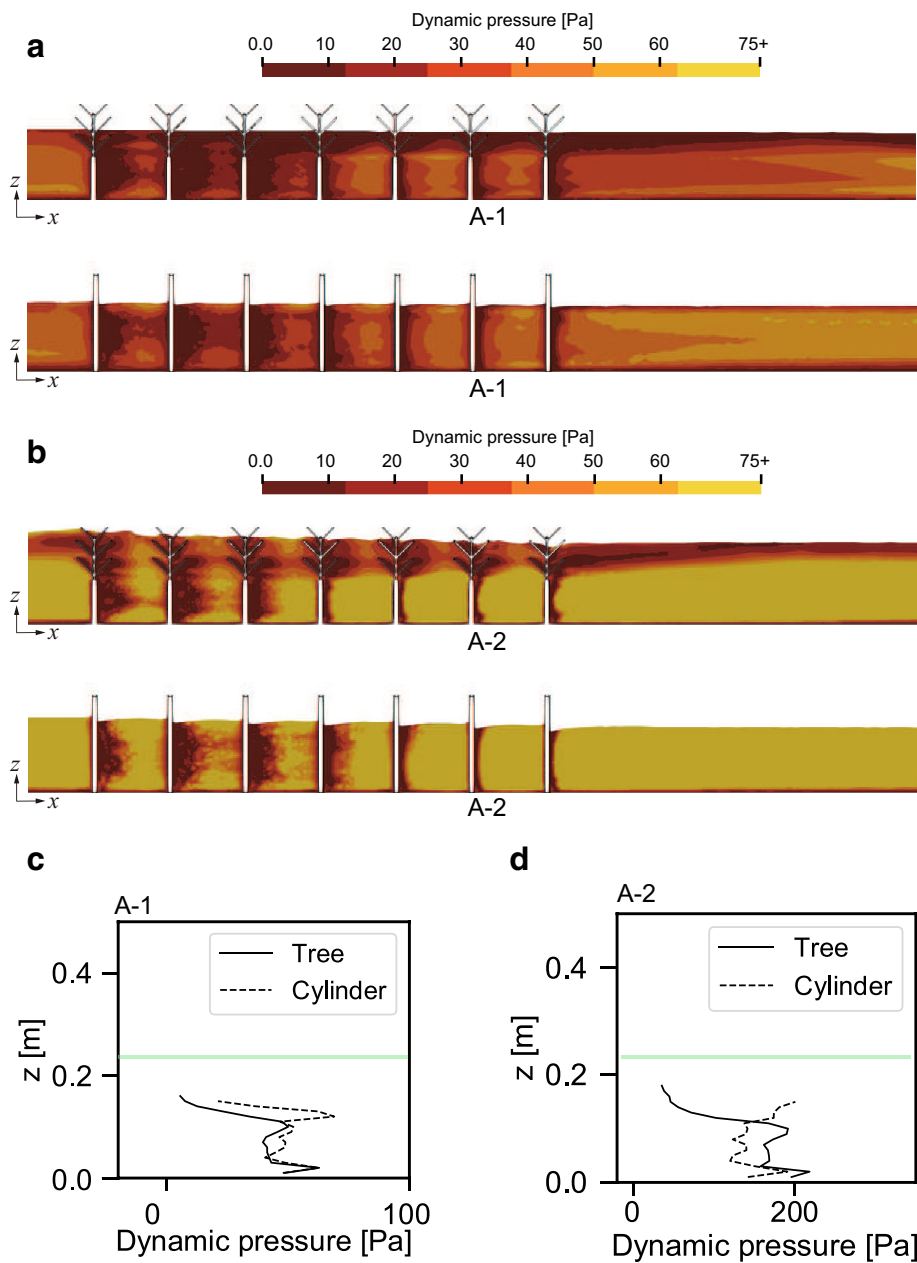 a
Dynamic pressure [Pa]
0.0 10 20 30 40 50 60 75+
z
x
A-1
z
x
A-1
b
Dynamic pressure [Pa]
0.0 10 20 30 40 50 60 75+
z
x
A-2
z
x
A-2
c
A-1
Tree
Cylinder
0.4
0.2
0.0
z [m]
0 100
Dynamic pressure [Pa]
d
A-2
Tree
Cylinder
0.4
0.2
0.0
z [m]
0 200
Dynamic pressure [Pa]